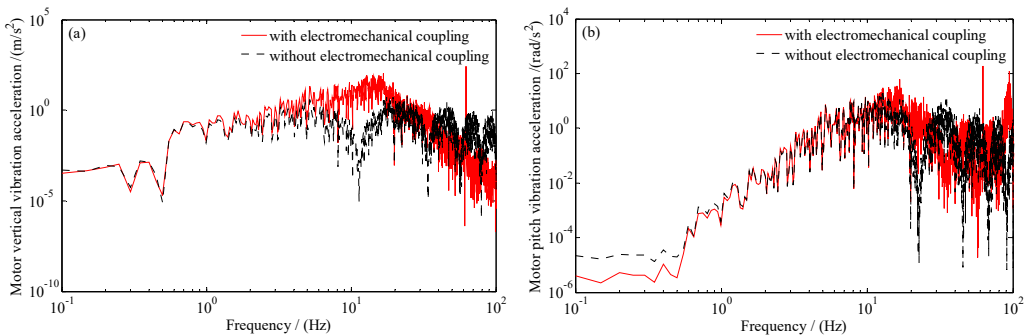 10^5
(a)
with electromechanical coupling
without electromechanical coupling
10^0
10^-5
10^-10
Motor vertical vibration acceleration /(m/s^2)
10^-1
10^0
10^1
10^2
Frequency / (Hz)
10^4
(b)
with electromechanical coupling
without electromechanical coupling
10^2
10^0
10^-2
10^-4
10^-6
Motor pitch vibration acceleration /(rad/s^2)
10^-1
10^0
10^1
10^2
Frequency / (Hz)